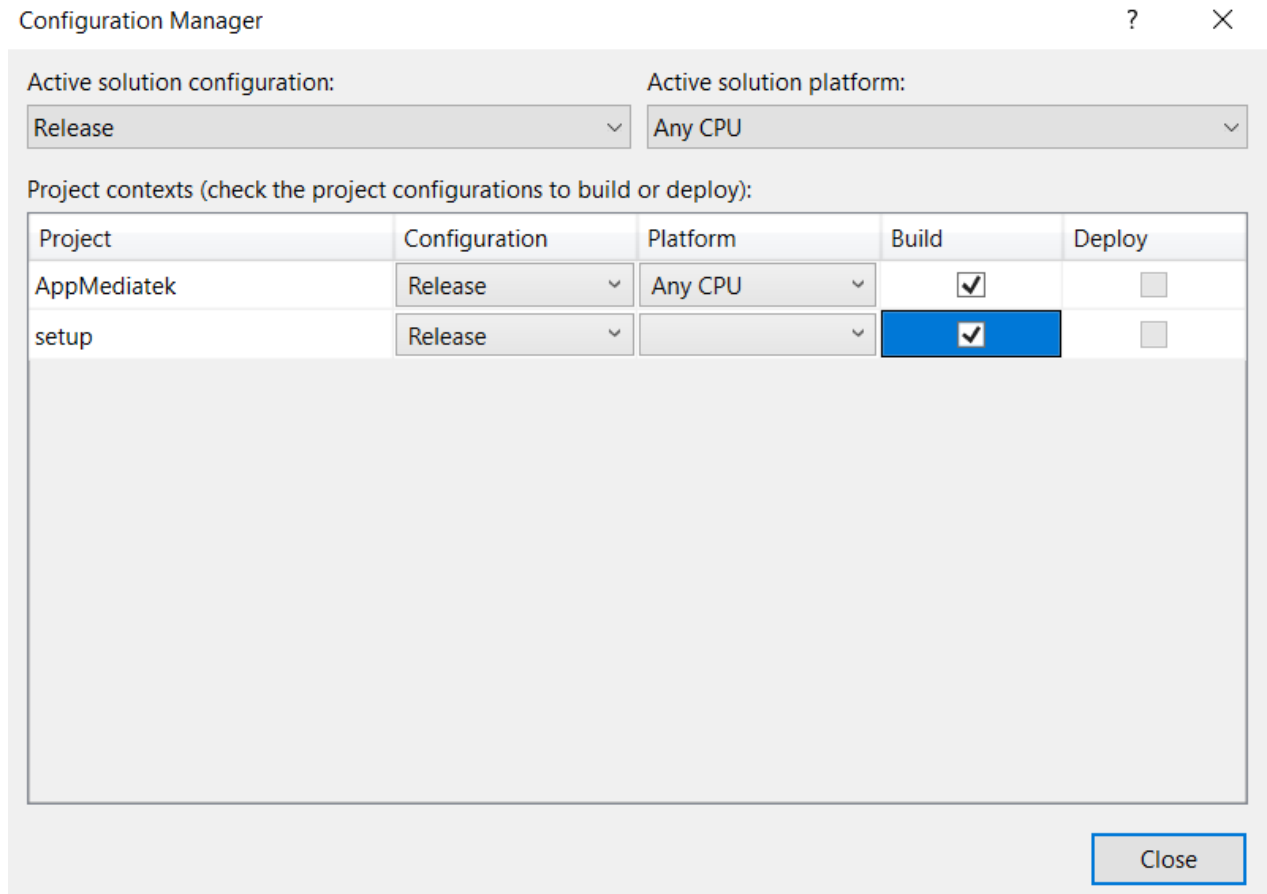 Configuration Manager ?
Active solution configuration: Active solution platform:
Release Any CPU
Project contexts (check the project configurations to build or deploy):
Project Configuration Platform Build Deploy
AppMediatek Release Any CPU
setup Release
Close